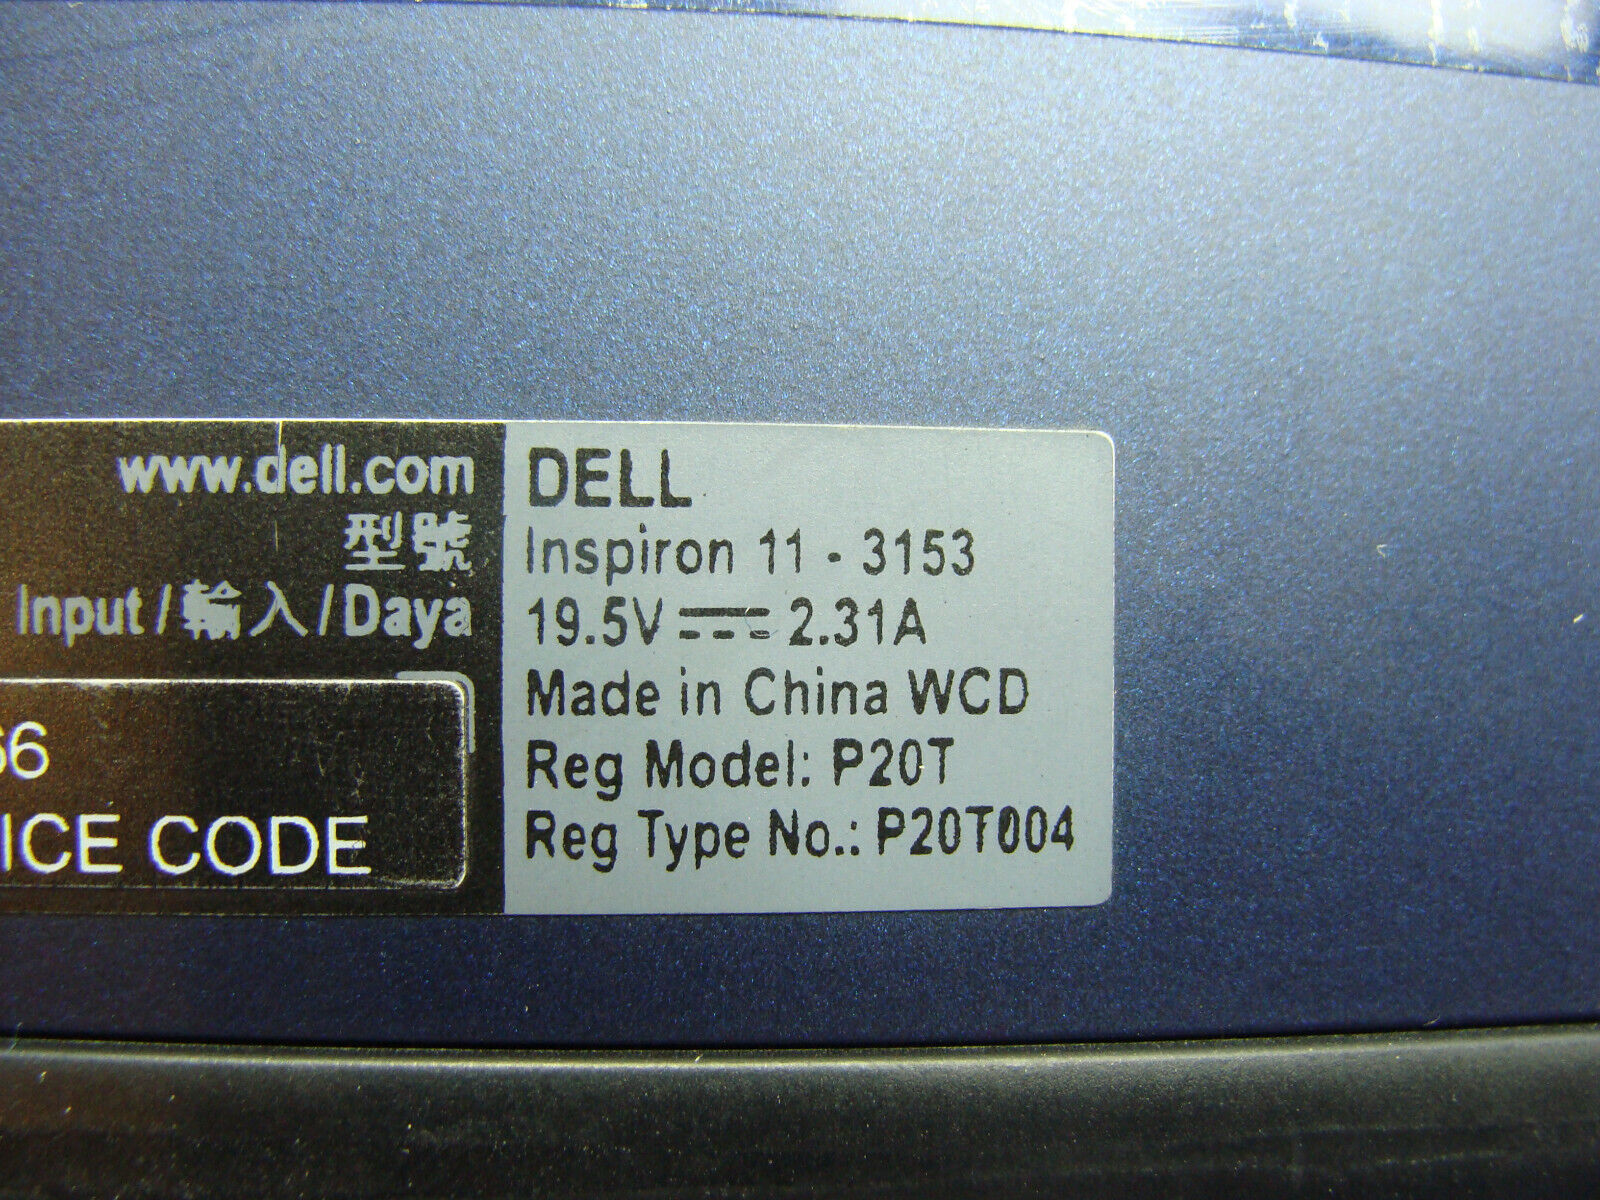 www.dell.com
型號
Input / 輸入 / Daya
66
ICE CODE
DELL
Inspiron 11 - 3153
19.5V ⎓ 2.31A
Made in China WCD
Reg Model: P20T
Reg Type No.: P20T004